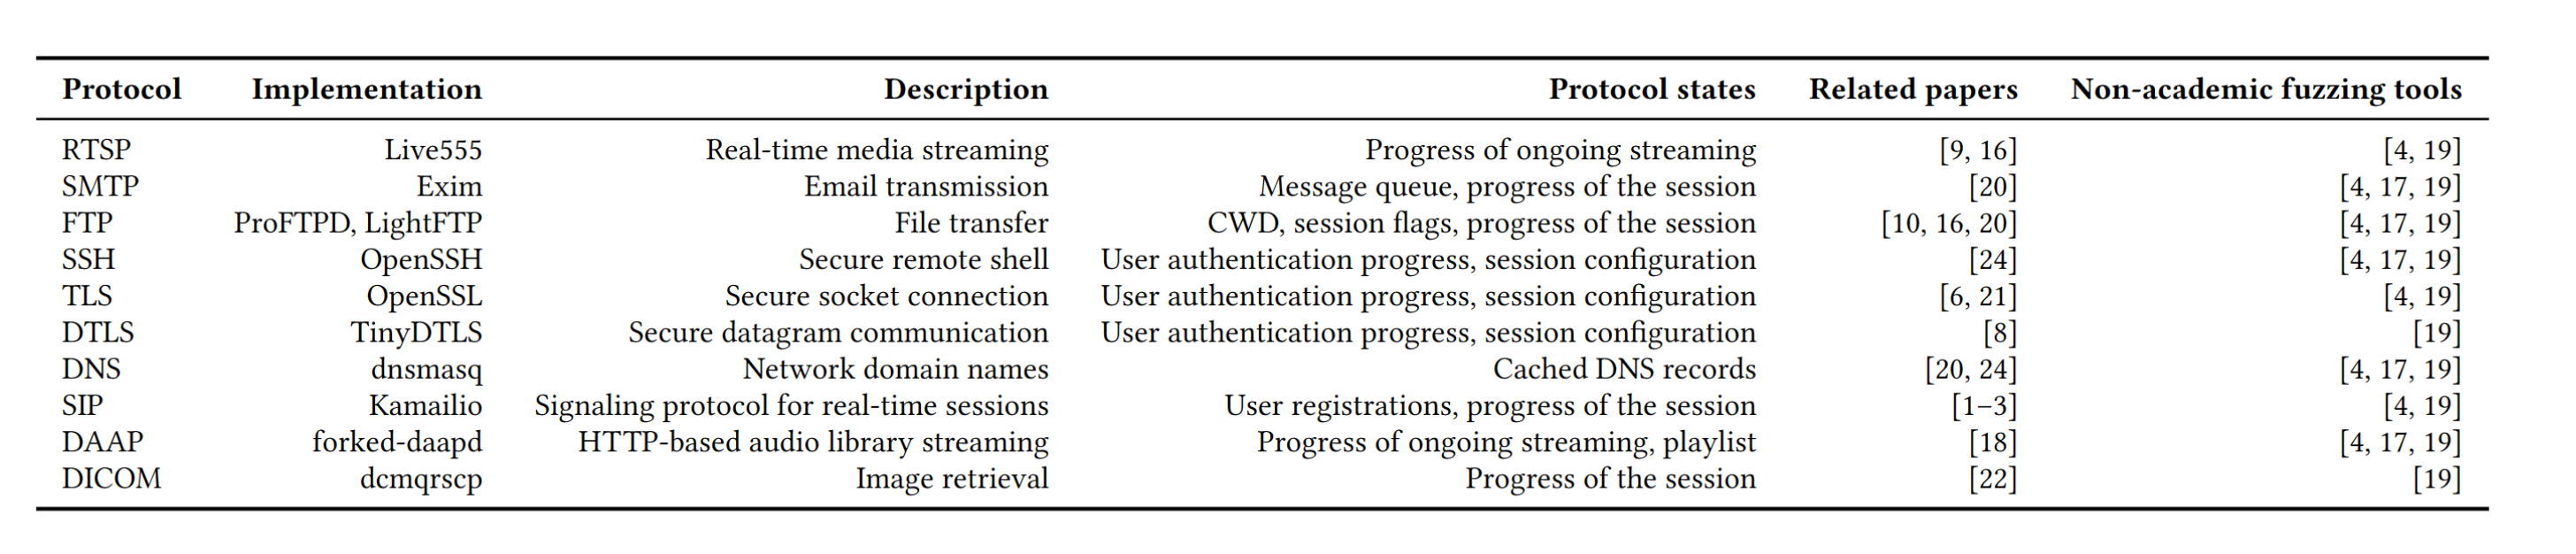 Protocol Implementation Description Protocol states Related papers Non-academic fuzzing tools
RTSP Live555 Real-time media streaming Progress of ongoing streaming [9, 16] [4, 19]
SMTP Exim Email transmission Message queue, progress of the session [20] [4, 17, 19]
FTP ProFTPD, LightFTP File transfer CWD, session flags, progress of the session [10, 16, 20] [4, 17, 19]
SSH OpenSSH Secure remote shell User authentication progress, session configuration [24] [4, 17, 19]
TLS OpenSSL Secure socket connection User authentication progress, session configuration [6, 21] [4, 19]
DTLS TinyDTLS Secure datagram communication User authentication progress, session configuration [8] [19]
DNS dnsmasq Network domain names Cached DNS records [20, 24] [4, 17, 19]
SIP Kamailio Signaling protocol for real-time sessions User registrations, progress of the session [1–3] [4, 19]
DAAP forked-daapd HTTP-based audio library streaming Progress of ongoing streaming, playlist [18] [4, 17, 19]
DICOM dcmqrscp Image retrieval Progress of the session [22] [19]